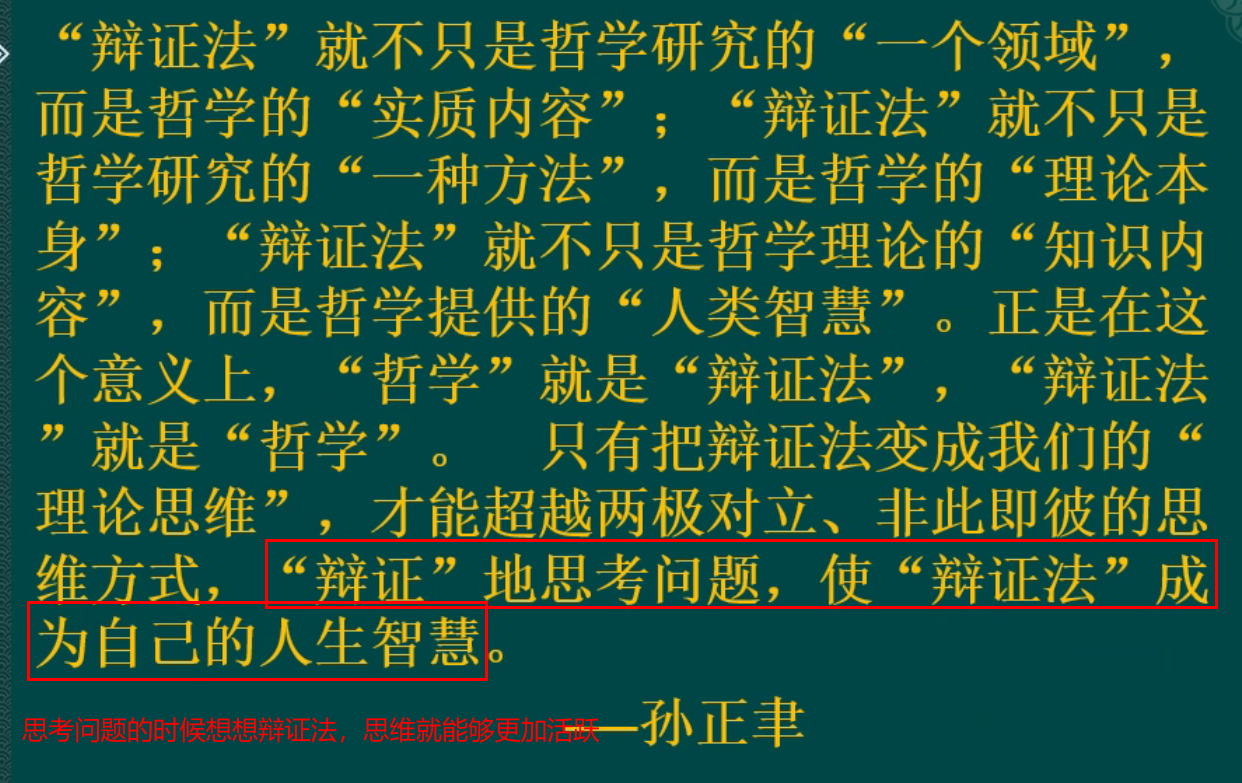 “辩证法”就不只是哲学研究的“一个领域”，
而是哲学的“实质内容”；“辩证法”就不只是
哲学研究的“一种方法”，而是哲学的“理论本
身”；“辩证法”就不只是哲学理论的“知识内
容”，而是哲学提供的“人类智慧”。正是在这
个意义上，“哲学”就是“辩证法”，“辩证法
”就是“哲学”。 只有把辩证法变成我们的“
理论思维”，才能超越两极对立、非此即彼的思
维方式，“辩证”地思考问题，使“辩证法”成
为自己的人生智慧。
——孙正聿
思考问题的时候想想辩证法，思维就能够更加活跃